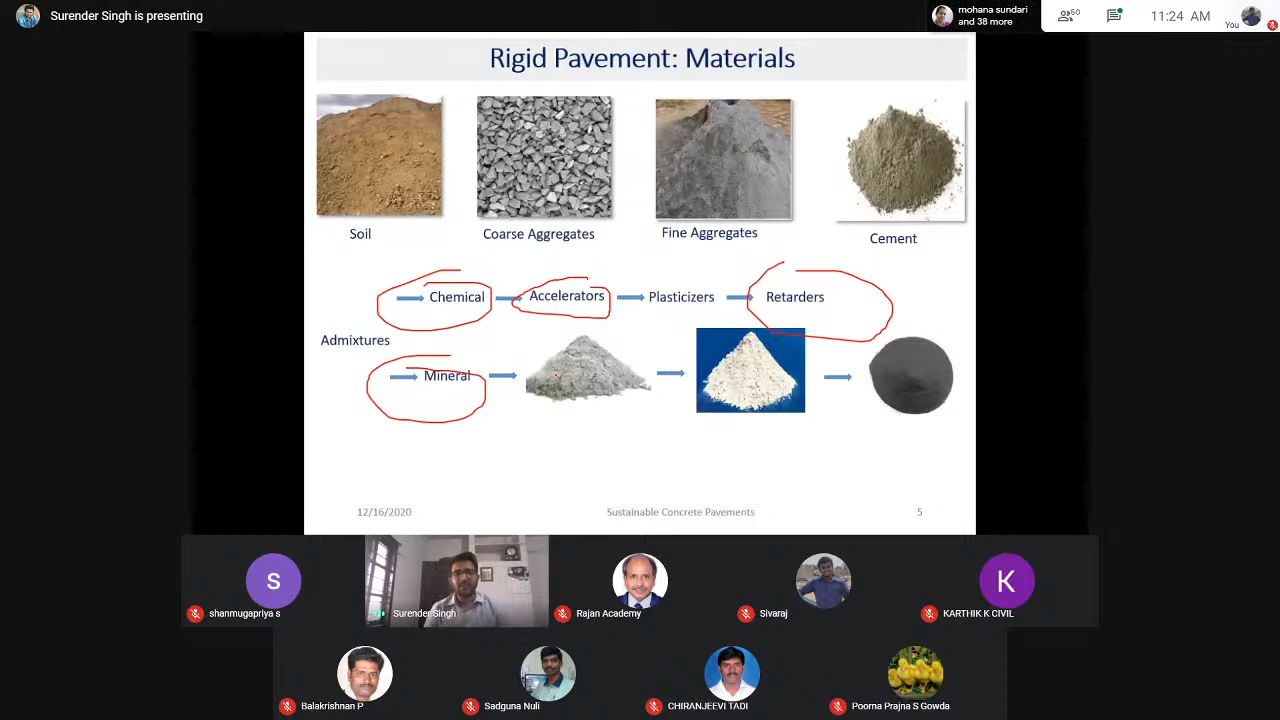 Surender Singh is presenting
mohana sundari
and 38 more
50
11:24 AM
You
Rigid Pavement: Materials
Soil
Coarse Aggregates
Fine Aggregates
Cement
Chemical
Accelerators
Plasticizers
Retarders
Admixtures
Mineral
12/16/2020
Sustainable Concrete Pavements
5
S
K
shanmugapriya s
Surender Singh
Rajan Academy
Sivaraj
KARTHIK K CIVIL
Balakrishnan P
Sadguna Nuli
CHIRANJEEVI TADI
Poorna Prajna S Gowda